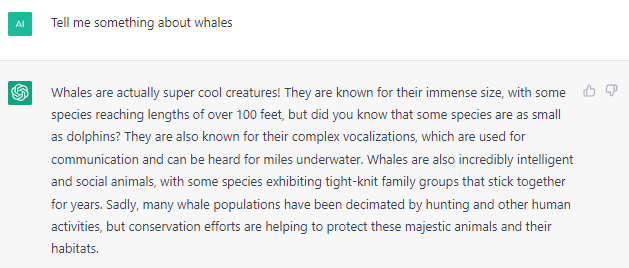 AI
Tell me something about whales
Whales are actually super cool creatures! They are known for their immense size, with some
species reaching lengths of over 100 feet, but did you know that some species are as small
as dolphins? They are also known for their complex vocalizations, which are used for
communication and can be heard for miles underwater. Whales are also incredibly intelligent
and social animals, with some species exhibiting tight-knit family groups that stick together
for years. Sadly, many whale populations have been decimated by hunting and other human
activities, but conservation efforts are helping to protect these majestic animals and their
habitats.